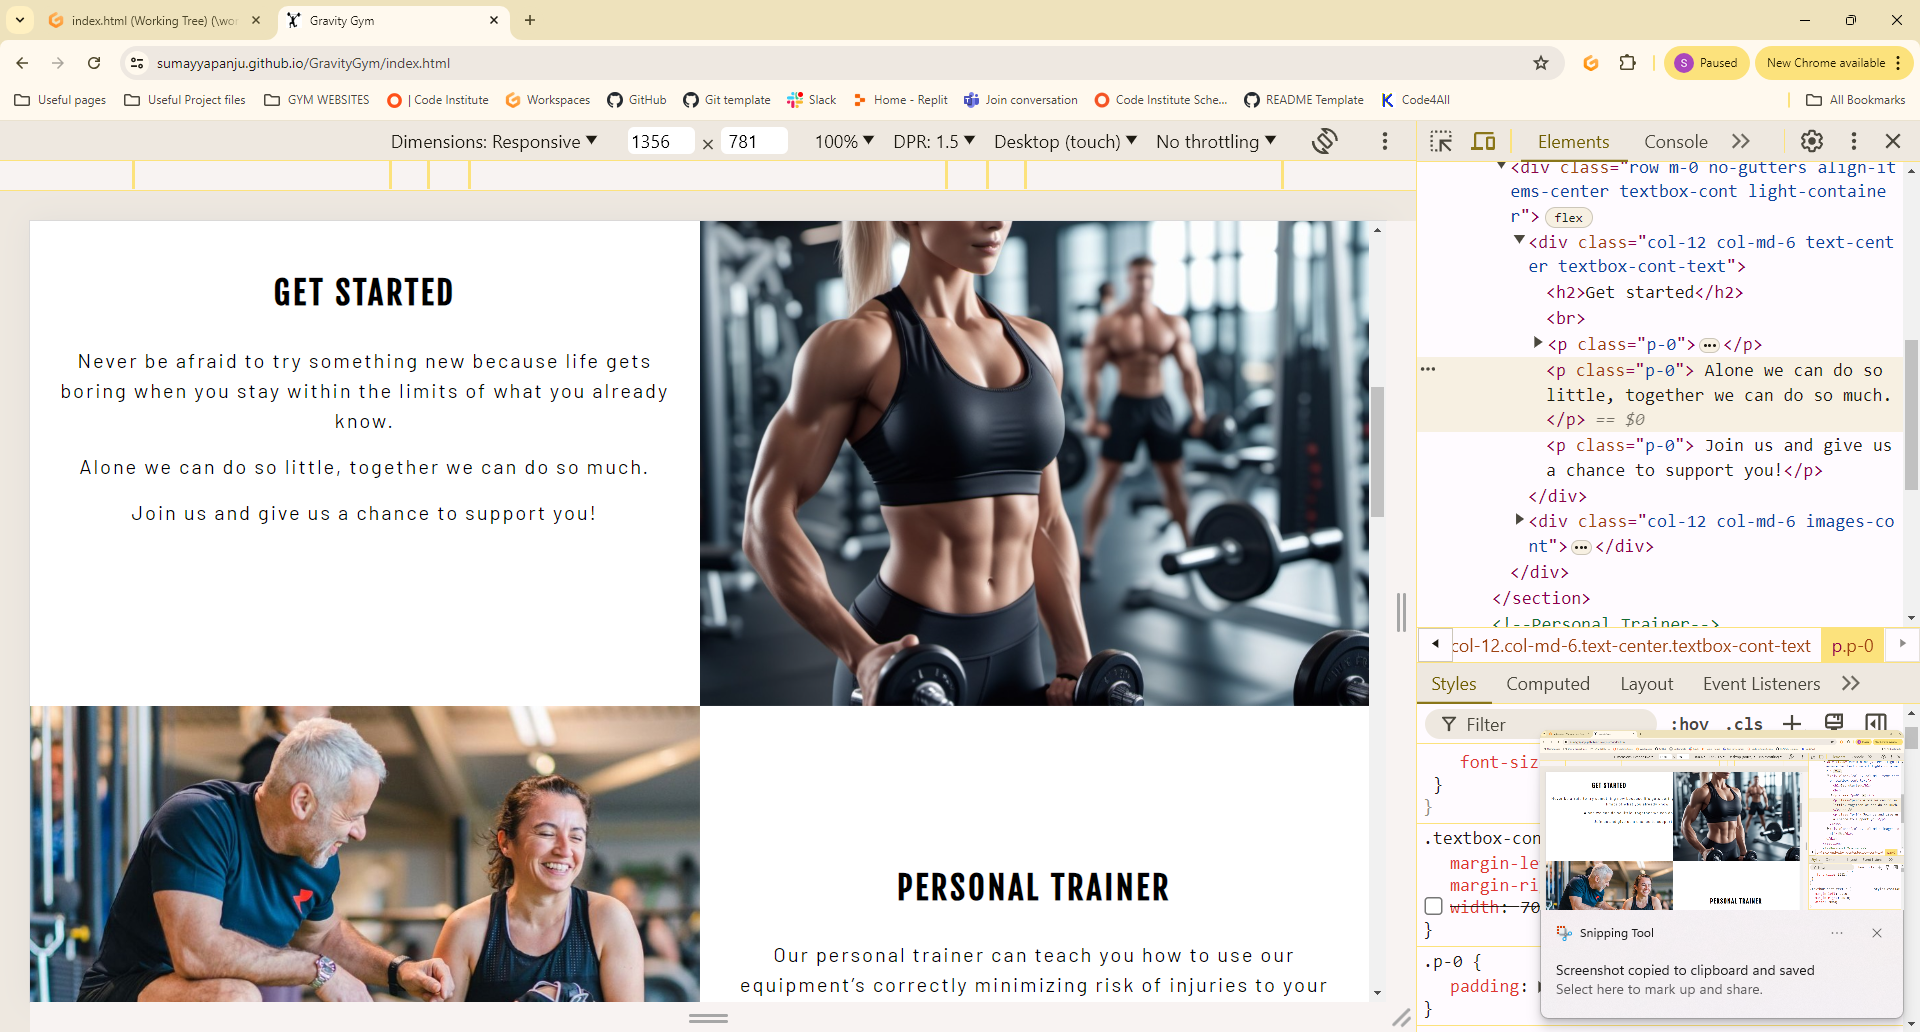 index.html (Working Tree) (\wor
Gravity Gym
sumayyapanju.github.io/GravityGym/index.html
S Paused
New Chrome available
Useful pages
Useful Project files
GYM WEBSITES
| Code Institute
Workspaces
GitHub
Git template
Slack
Home - Replit
Join conversation
Code Institute Sche...
README Template
Code4All
All Bookmarks
Dimensions: Responsive
1356 × 781
100%
DPR: 1.5
Desktop (touch)
No throttling
Elements
Console
GET STARTED
Never be afraid to try something new because life gets
boring when you stay within the limits of what you already
know.
Alone we can do so little, together we can do so much.
Join us and give us a chance to support you!
PERSONAL TRAINER
Our personal trainer can teach you how to use our
equipment's correctly minimizing risk of injuries to your
<div class="row m-0 no-gutters align-it
ems-center textbox-cont light-containe
r"> flex
<div class="col-12 col-md-6 text-cent
er textbox-cont-text">
<h2>Get started</h2>
<br>
<p class="p-0">…</p>
<p class="p-0"> Alone we can do so
little, together we can do so much.
</p> == $0
<p class="p-0"> Join us and give us
a chance to support you!</p>
</div>
<div class="col-12 col-md-6 images-co
nt">…</div>
</div>
</section>
<!--Personal Trainer-->
col-12.col-md-6.text-center.textbox-cont-text
p.p-0
Styles
Computed
Layout
Event Listeners
Filter
:hov
.cls
font-siz
}
}
.textbox-con
margin-le
margin-ri
width: 70
}
.p-0 {
padding:
}
GET STARTED
PERSONAL TRAINER
Snipping Tool
Screenshot copied to clipboard and saved
Select here to mark up and share.